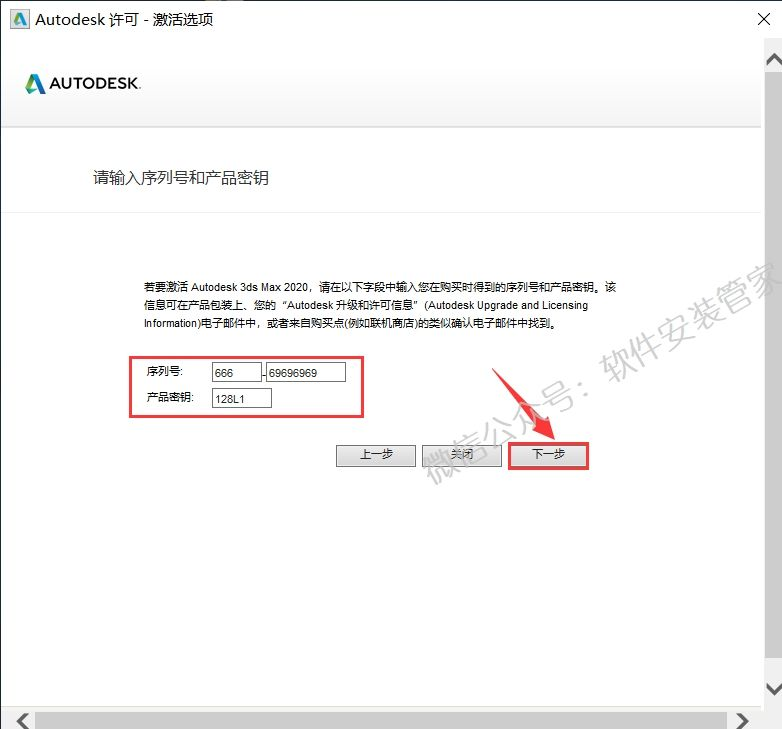 Autodesk 许可 - 激活选项
AUTODESK.
请输入序列号和产品密钥
若要激活 Autodesk 3ds Max 2020，请在以下字段中输入您在购买时得到的序列号和产品密钥。该
信息可在产品包装上、您的“Autodesk 升级和许可信息”(Autodesk Upgrade and Licensing
Information)电子邮件中，或者来自购买点(例如联机商店)的类似确认电子邮件中找到。
序列号: 666 - 69696969
产品密钥: 128L1
上一步 关闭 下一步
微信公众号：软件安装管家